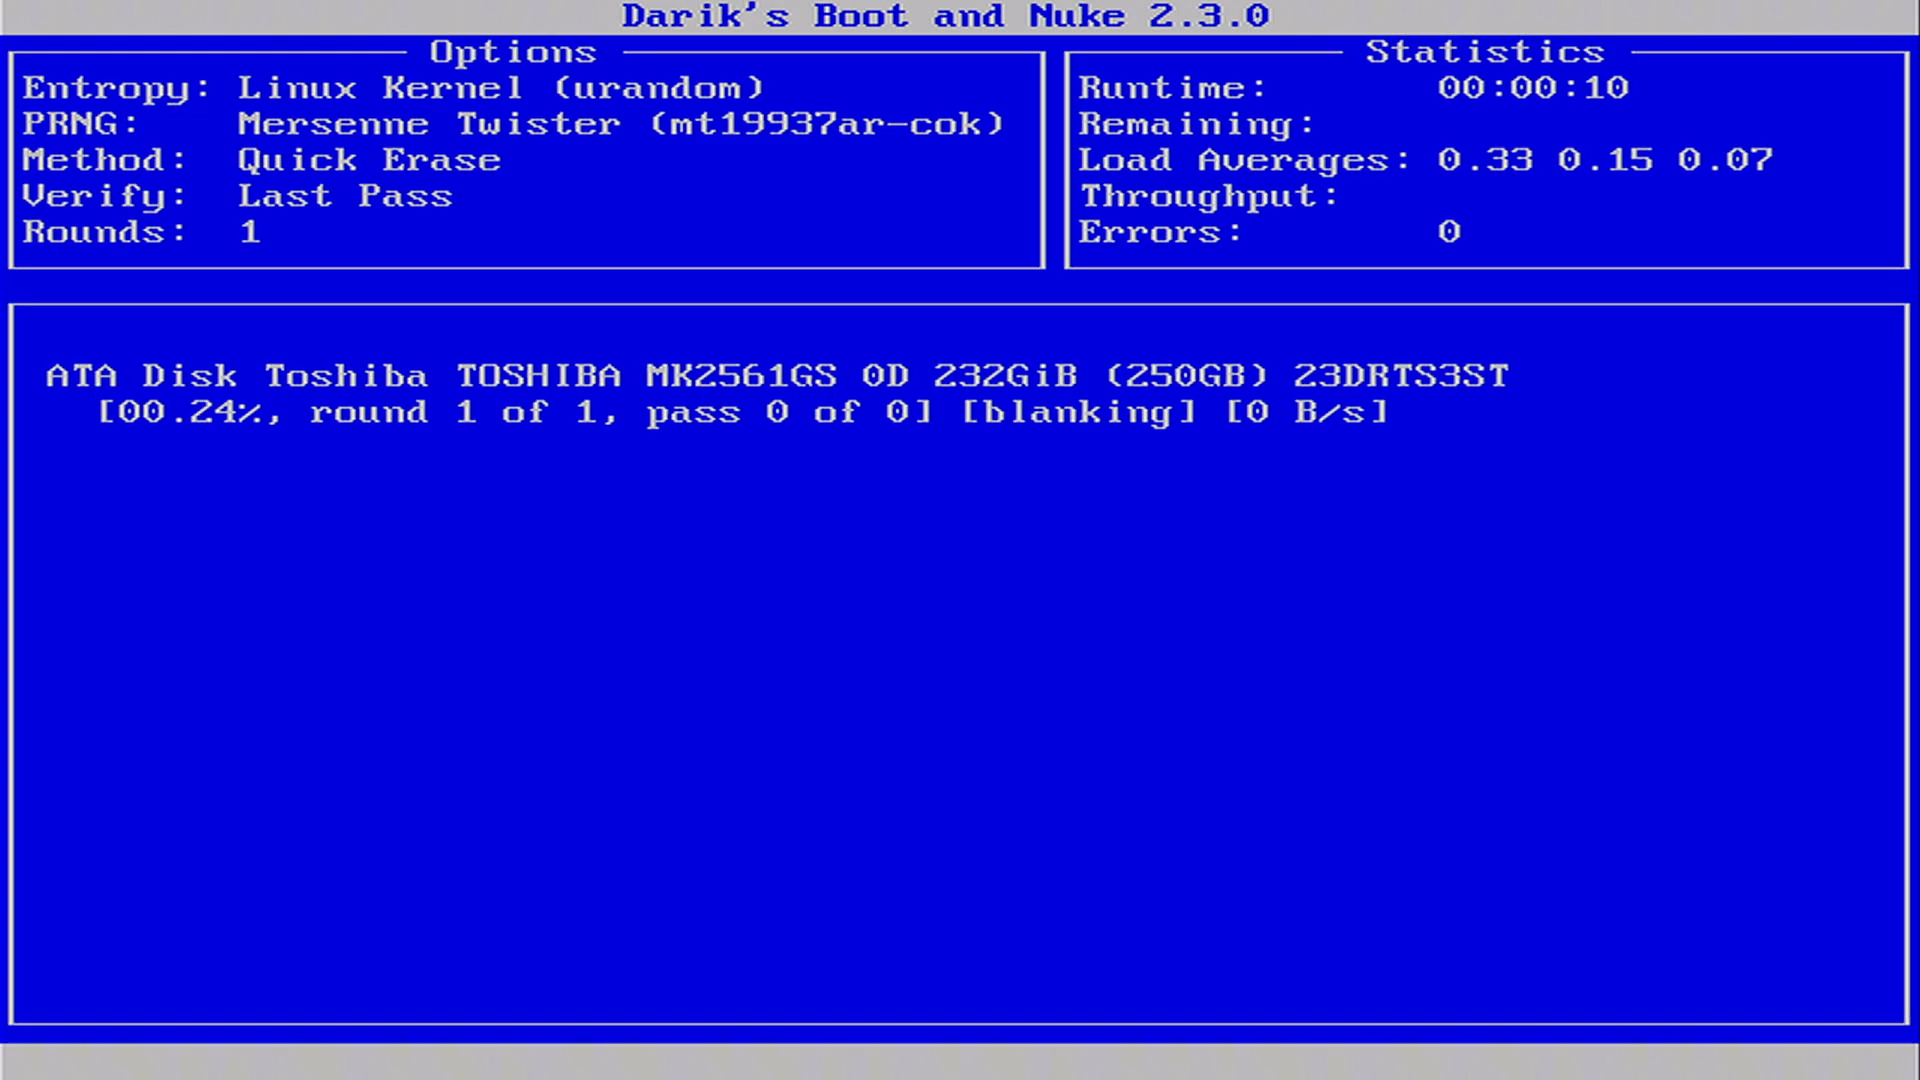 Darik's Boot and Nuke 2.3.0
Options
Entropy: Linux Kernel (urandom)
PRNG: Mersenne Twister (mt19937ar-cok)
Method: Quick Erase
Verify: Last Pass
Rounds: 1
Statistics
Runtime: 00:00:10
Remaining:
Load Averages: 0.33 0.15 0.07
Throughput:
Errors: 0
ATA Disk Toshiba TOSHIBA MK2561GS 0D 232GiB (250GB) 23DRTS3ST
[00.24%, round 1 of 1, pass 0 of 0] [blanking] [0 B/s]